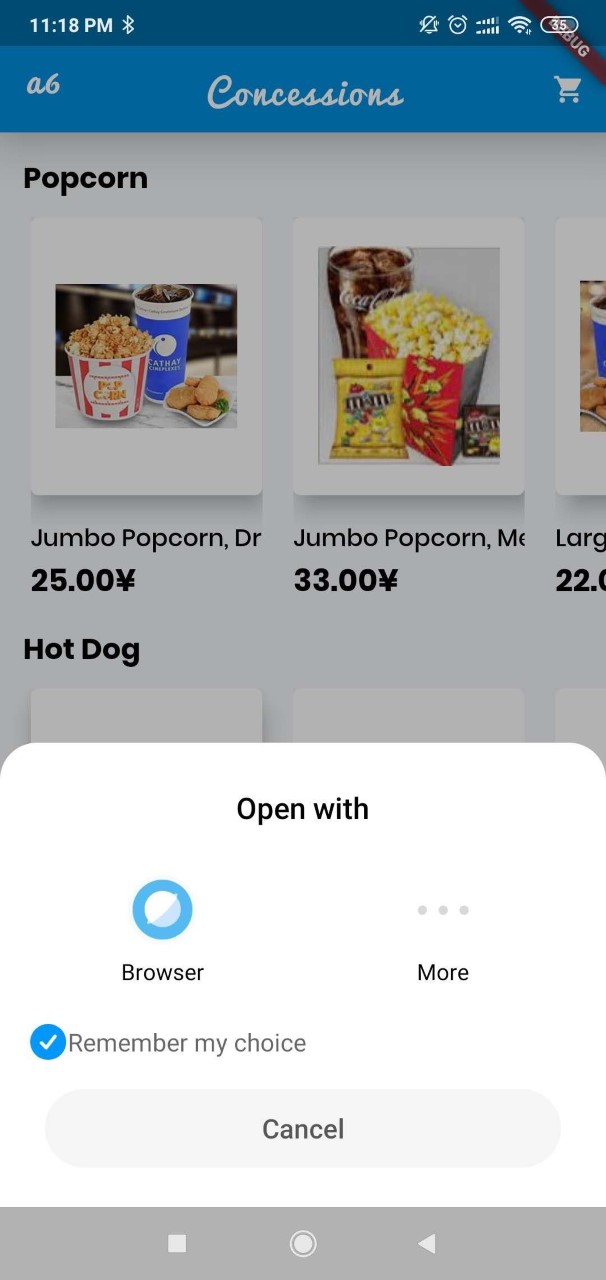 11:18 PM
35
DEBUG
a6
Concessions
Popcorn
CATHAY
CINEPLEXES
POP
CORN
Coca-Cola
m&m's
Jumbo Popcorn, Dr
Jumbo Popcorn, Me
Larg
25.00¥
33.00¥
22.0
Hot Dog
Open with
Browser
More
Remember my choice
Cancel